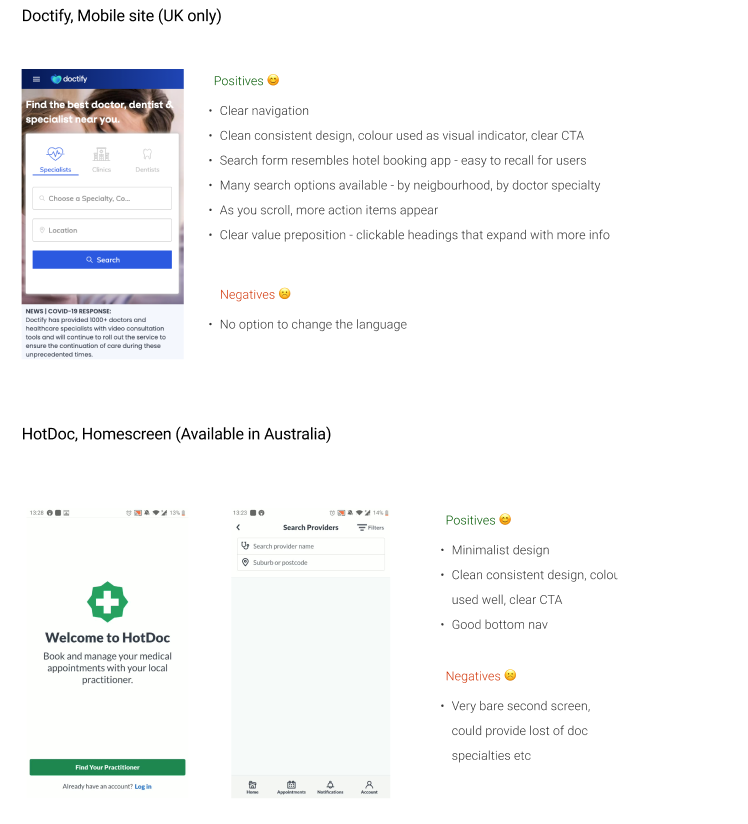 Doctify, Mobile site (UK only)
doctify
Find the best doctor, dentist &
specialist near you.
Specialists
Clinics
Dentists
Choose a Specialty, Co...
Location
Search
NEWS | COVID-19 RESPONSE:
Doctify has provided 1000+ doctors and
healthcare specialists with video consultation
tools and will continue to roll out the service to
ensure the continuation of care during these
unprecedented times.
Positives 😊
• Clear navigation
• Clean consistent design, colour used as visual indicator, clear CTA
• Search form resembles hotel booking app - easy to recall for users
• Many search options available - by neigbourhood, by doctor specialty
• As you scroll, more action items appear
• Clear value preposition - clickable headings that expand with more info
Negatives 😕
• No option to change the language
HotDoc, Homescreen (Available in Australia)
13:28
13%
Welcome to HotDoc
Book and manage your medical
appointments with your local
practitioner.
Find Your Practitioner
Already have an account? Log in
13:23
14%
Search Providers
Filters
Search provider name
Suburb or postcode
Home
Appointments
Notifications
Account
Positives 😊
• Minimalist design
• Clean consistent design, colou
used well, clear CTA
• Good bottom nav
Negatives 😕
• Very bare second screen,
could provide lost of doc
specialties etc